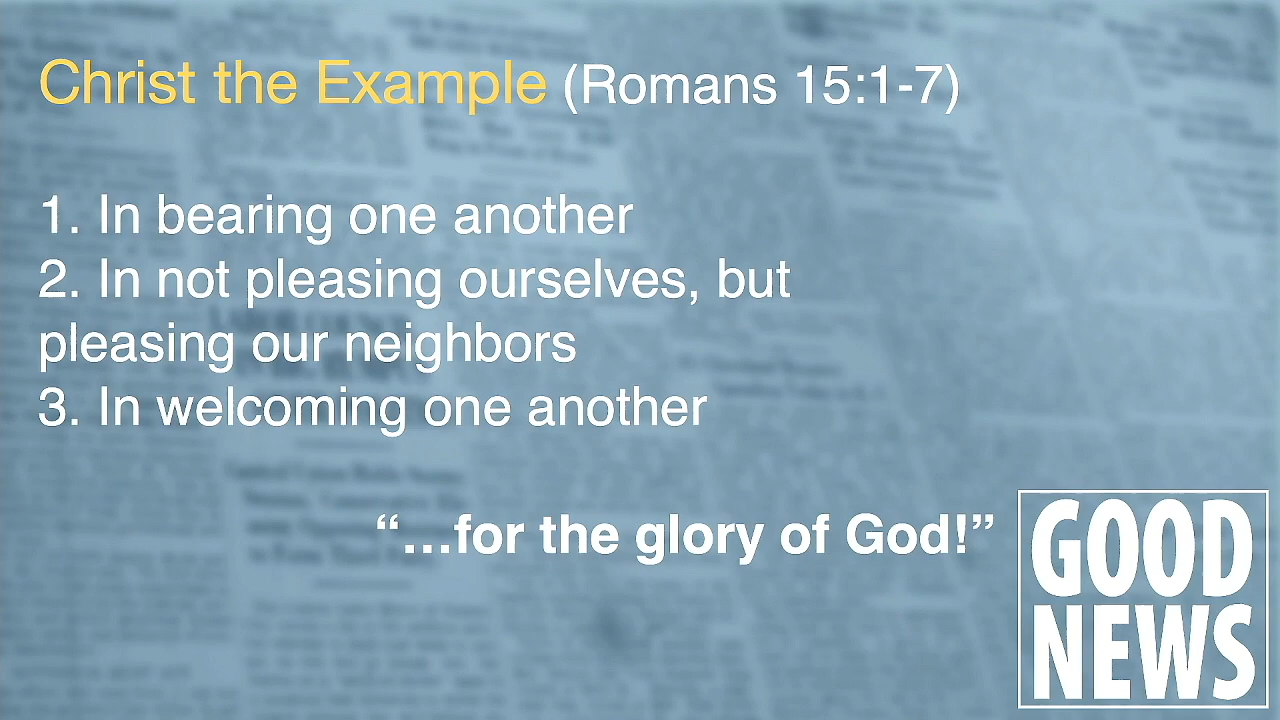 Christ the Example (Romans 15:1-7)
1. In bearing one another
2. In not pleasing ourselves, but
pleasing our neighbors
3. In welcoming one another
“...for the glory of God!”
GOOD
NEWS